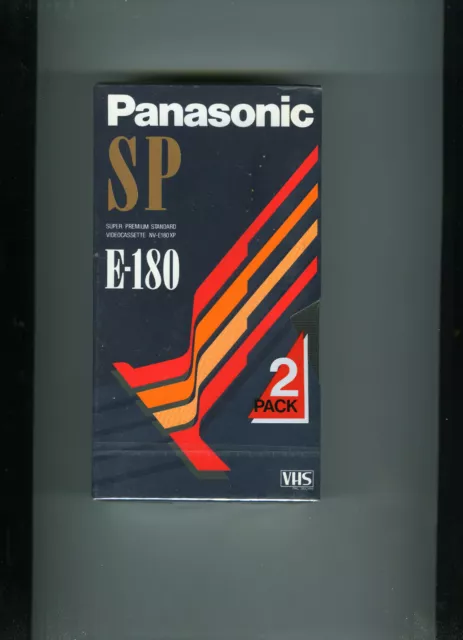 Panasonic
SP
SUPER PREMIUM STANDARD
VIDEOCASSETTE NV-E180XP
E-180
2
PACK
VHS